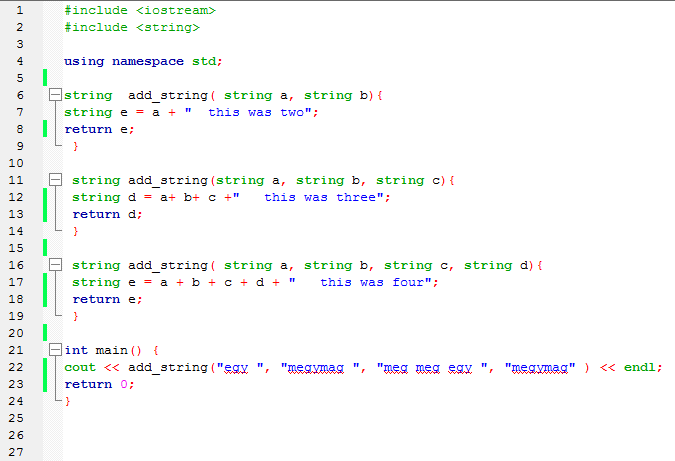 1 #include <iostream>
2 #include <string>
3
4 using namespace std;
5
6 string  add_string( string a, string b){
7 string e = a + "  this was two";
8 return e;
9  }
10
11  string add_string(string a, string b, string c){
12  string d = a+ b+ c +"   this was three";
13  return d;
14  }
15
16  string add_string( string a, string b, string c, string d){
17  string e = a + b + c + d + "   this was four";
18  return e;
19  }
20
21 int main() {
22 cout << add_string("egy ", "megymag ", "meg meg egy ", "megymag" ) << endl;
23 return 0;
24 }
25
26
27